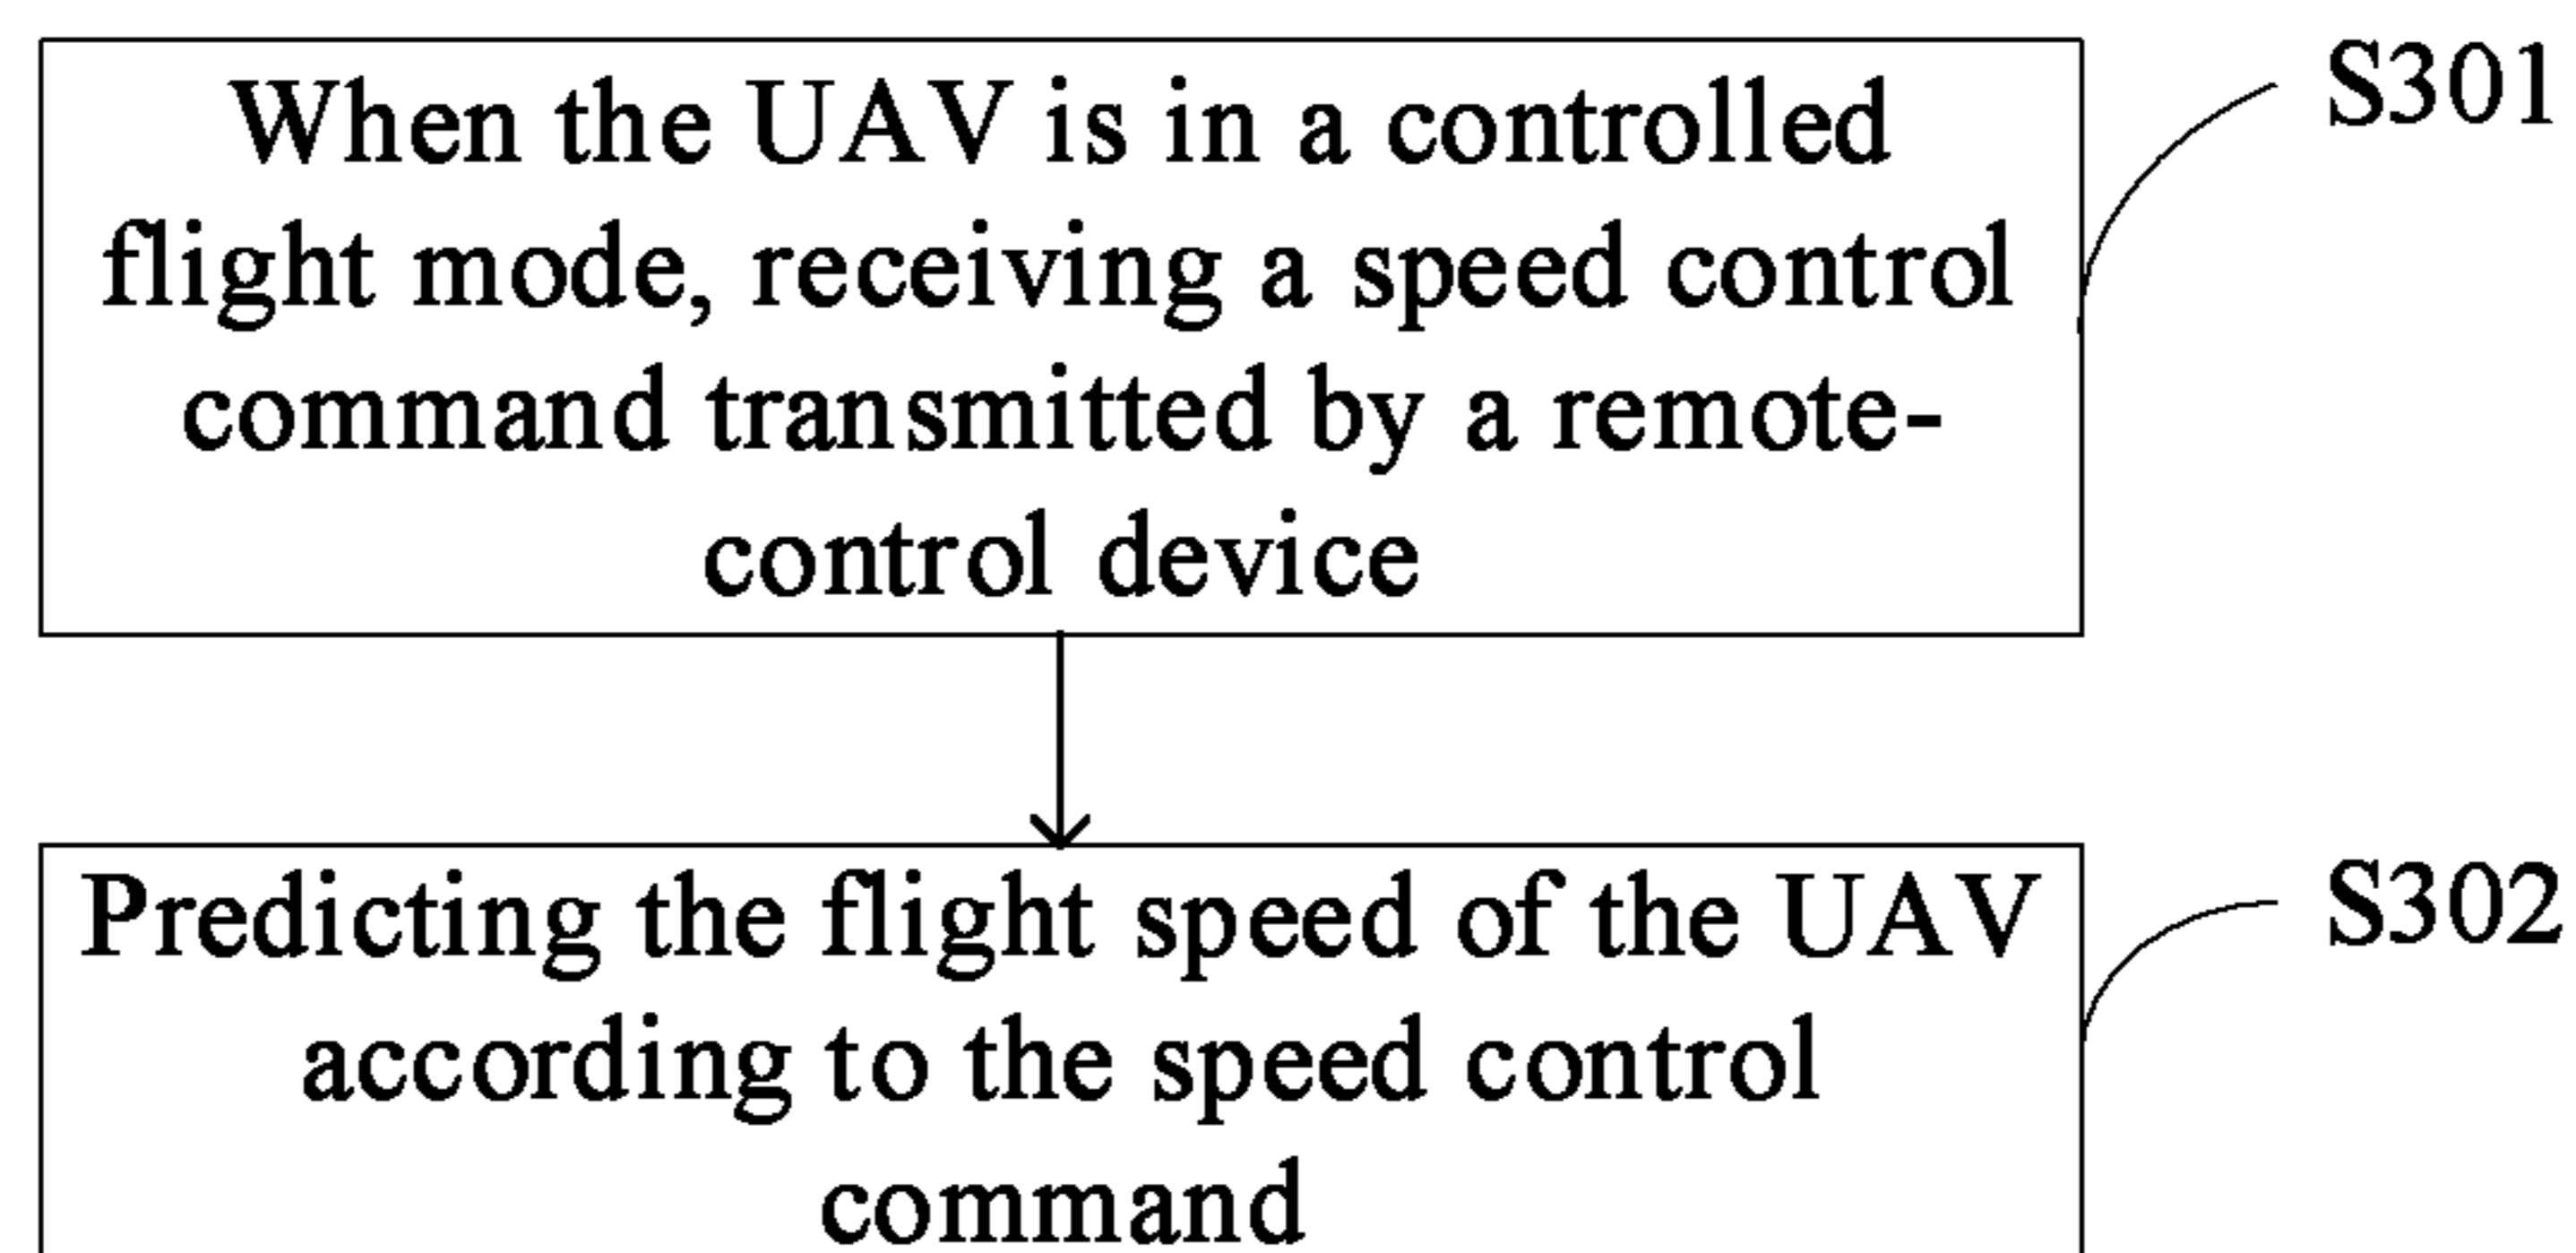 When the UAV is in a controlled
flight mode, receiving a speed control
command transmitted by a remote-
control device
S301
Predicting the flight speed of the UAV
according to the speed control
command
S302